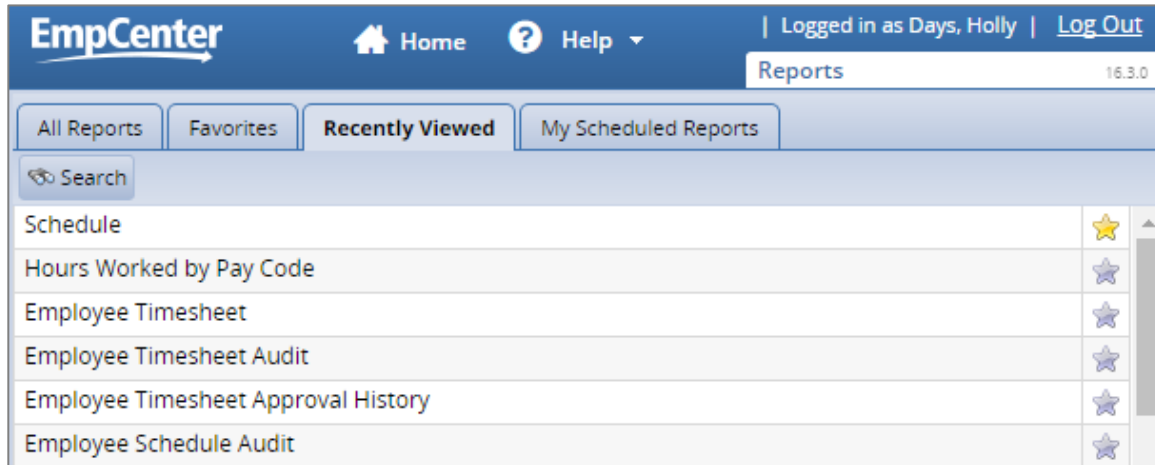 EmpCenter
Home
? Help
| Logged in as Days, Holly | Log Out
Reports
16.3.0
All Reports
Favorites
Recently Viewed
My Scheduled Reports
Search
Schedule
Hours Worked by Pay Code
Employee Timesheet
Employee Timesheet Audit
Employee Timesheet Approval History
Employee Schedule Audit